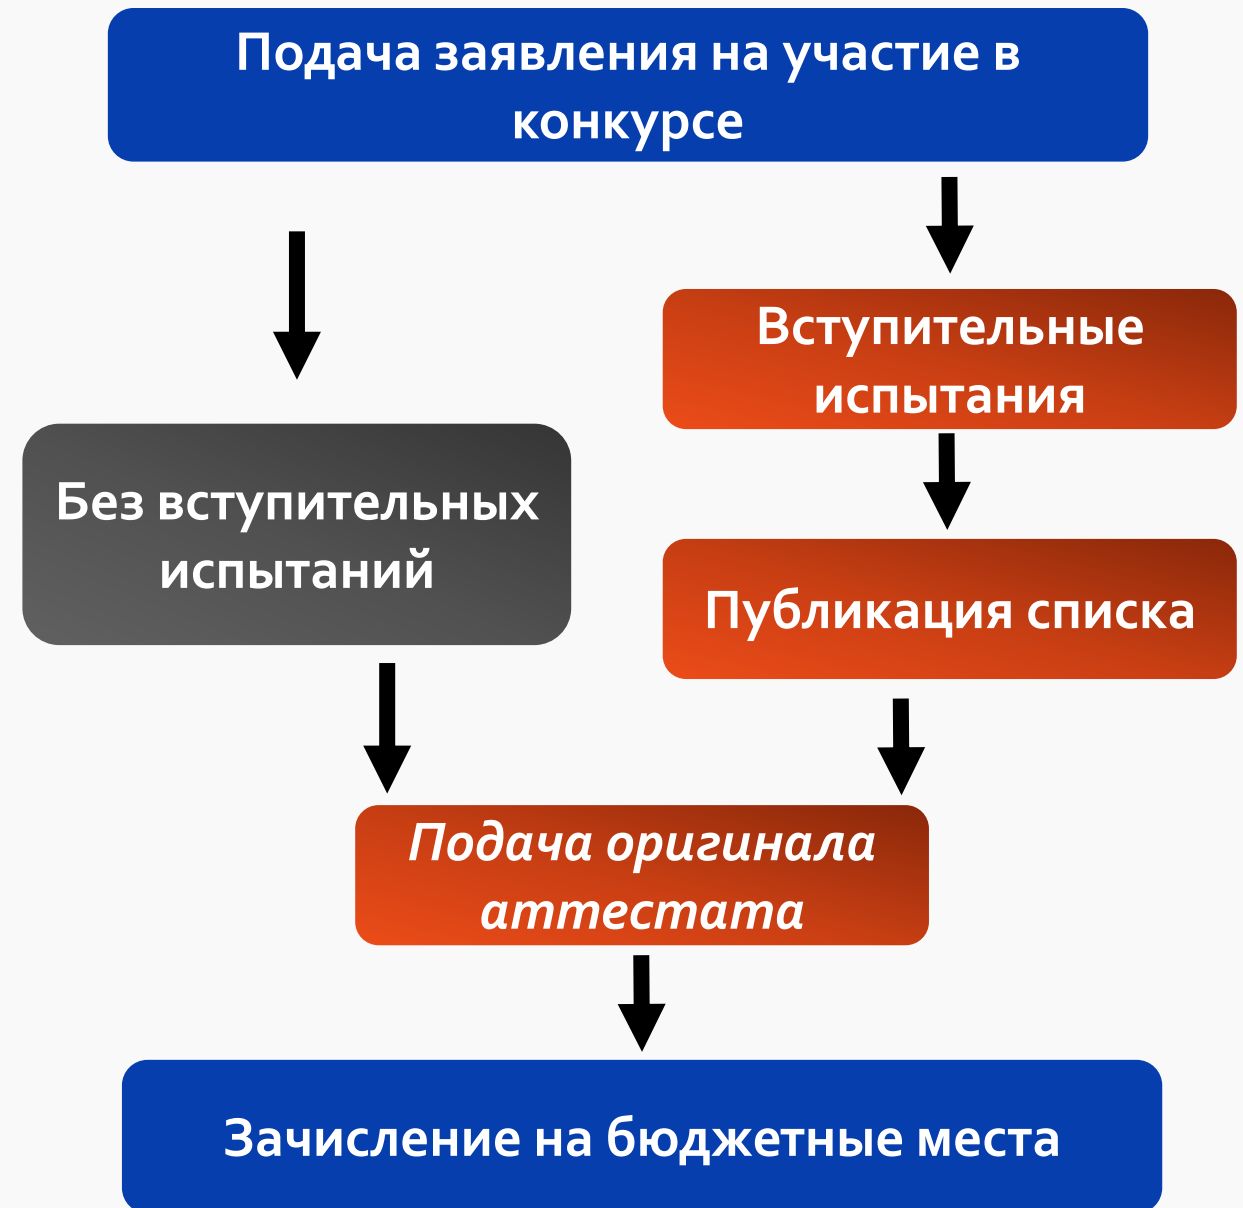 Подача заявления на участие в
конкурсе
Вступительные
испытания
Без вступительных
испытаний
Публикация списка
Подача оригинала
аттестата
Зачисление на бюджетные места